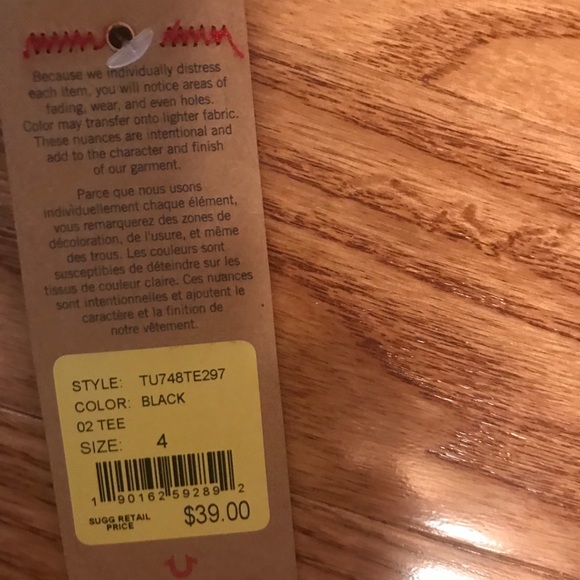 Because we individually distress
each item, you will notice areas of
fading, wear, and even holes.
Color may transfer onto lighter fabric.
These nuances are intentional and
add to the character and finish
of our garment.
Parce que nous usons
individuellement chaque élément,
vous remarquerez des zones de
décoloration, de l'usure, et même
des trous. Les couleurs sont
susceptibles de déteindre sur les
tissus de couleur claire. Ces nuances
sont intentionnelles et ajoutent le
caractère et la finition de
notre vêtement.
STYLE: TU748TE297
COLOR: BLACK
02 TEE
SIZE: 4
1 90162 59289 2
SUGG RETAIL
PRICE
$39.00